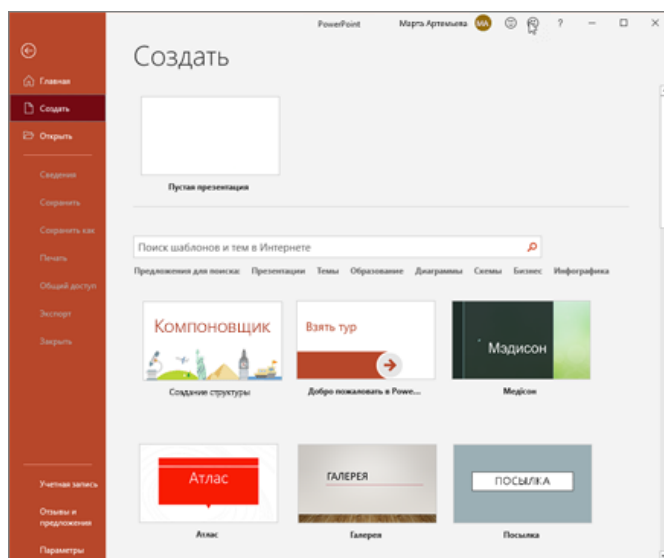 PowerPoint
Марта Артемьева
МА
?
Создать
Главная
Создать
Открыть
Сведения
Сохранить
Сохранить как
Печать
Общий доступ
Экспорт
Закрыть
Учетная запись
Отзывы и
предложения
Параметры
Пустая презентация
Поиск шаблонов и тем в Интернете
Предложения для поиска: Презентации Темы Образование Диаграммы Схемы Бизнес Инфографика
Компоновщик
Создание структуры
Взять тур
Добро пожаловать в Powe...
Мэдисон
Медісон
Атлас
Атлас
ГАЛЕРЕЯ
Галерея
ПОСЫЛКА
Посылка